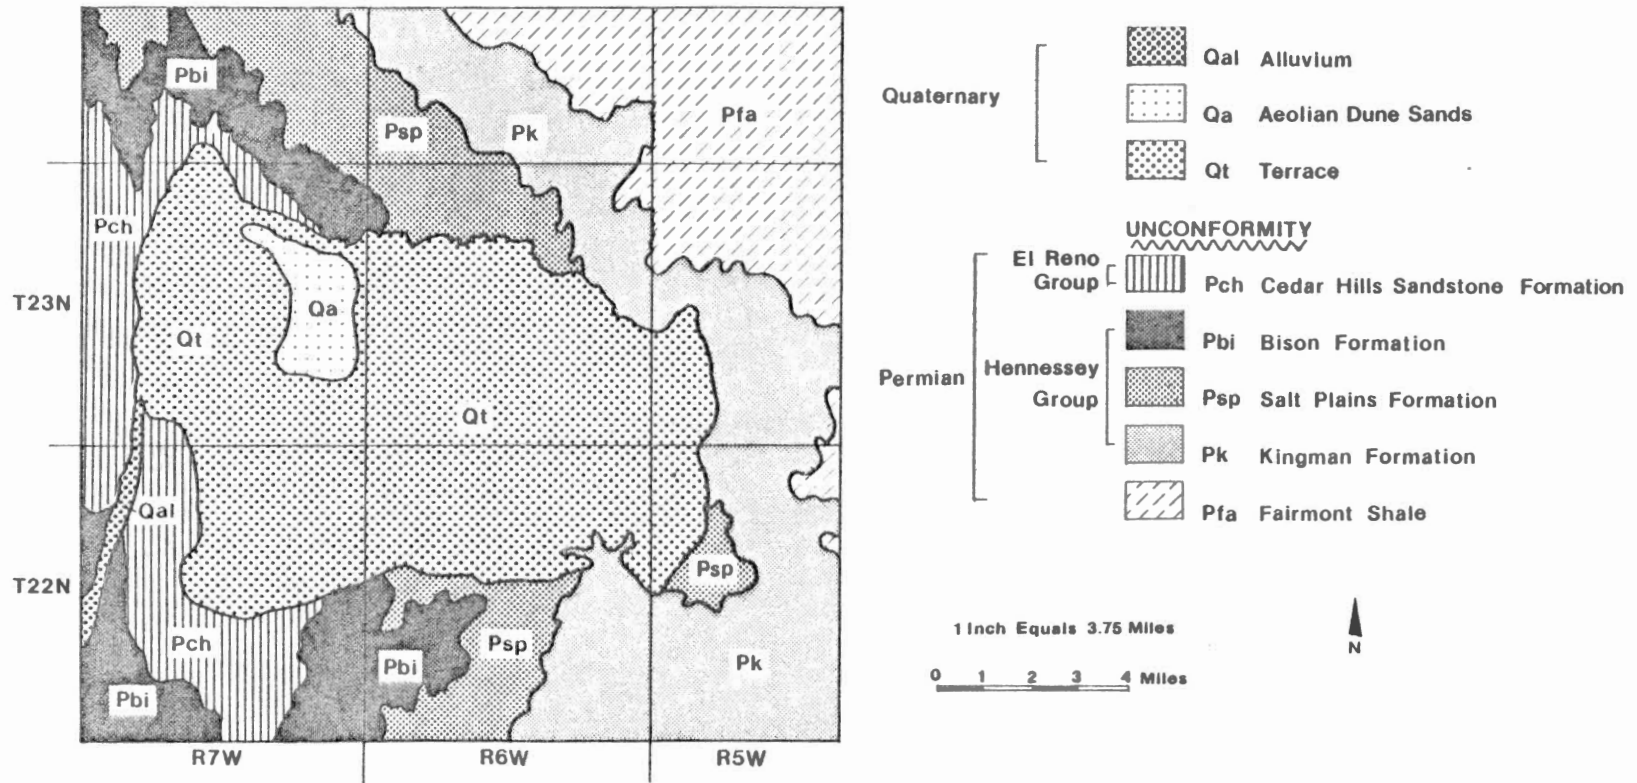 Pbi
Psp
Pk
Pfa
Pch
T23N
Qa
Qt
Qt
Qal
T22N
Psp
Pch
Psp
Pbi
Pk
Pbi
R7W
R6W
R5W
Quaternary
Qal Alluvium
Qa Aeolian Dune Sands
Qt Terrace
UNCONFORMITY
El Reno
Group
Pch Cedar Hills Sandstone Formation
Pbi Bison Formation
Permian
Hennessey
Group
Psp Salt Plains Formation
Pk Kingman Formation
Pfa Fairmont Shale
1 Inch Equals 3.75 Miles
0 1 2 3 4 Miles
N